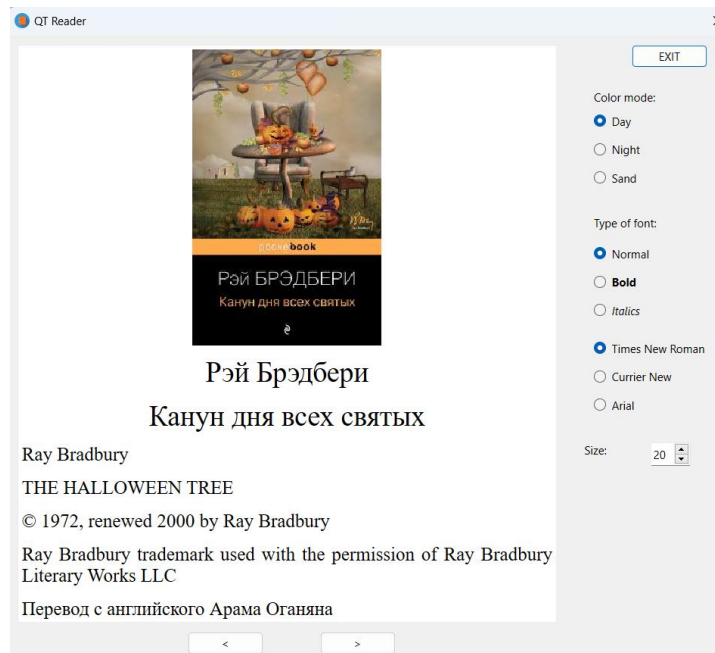 QT Reader
EXIT
pocketbook
Рэй БРЭДБЕРИ
Канун дня всех святых
Рэй Брэдбери
Канун дня всех святых
Ray Bradbury
THE HALLOWEEN TREE
© 1972, renewed 2000 by Ray Bradbury
Ray Bradbury trademark used with the permission of Ray Bradbury
Literary Works LLC
Перевод с английского Арама Оганяна
< >
Color mode:
Day
Night
Sand
Type of font:
Normal
Bold
Italics
Times New Roman
Currier New
Arial
Size: 20